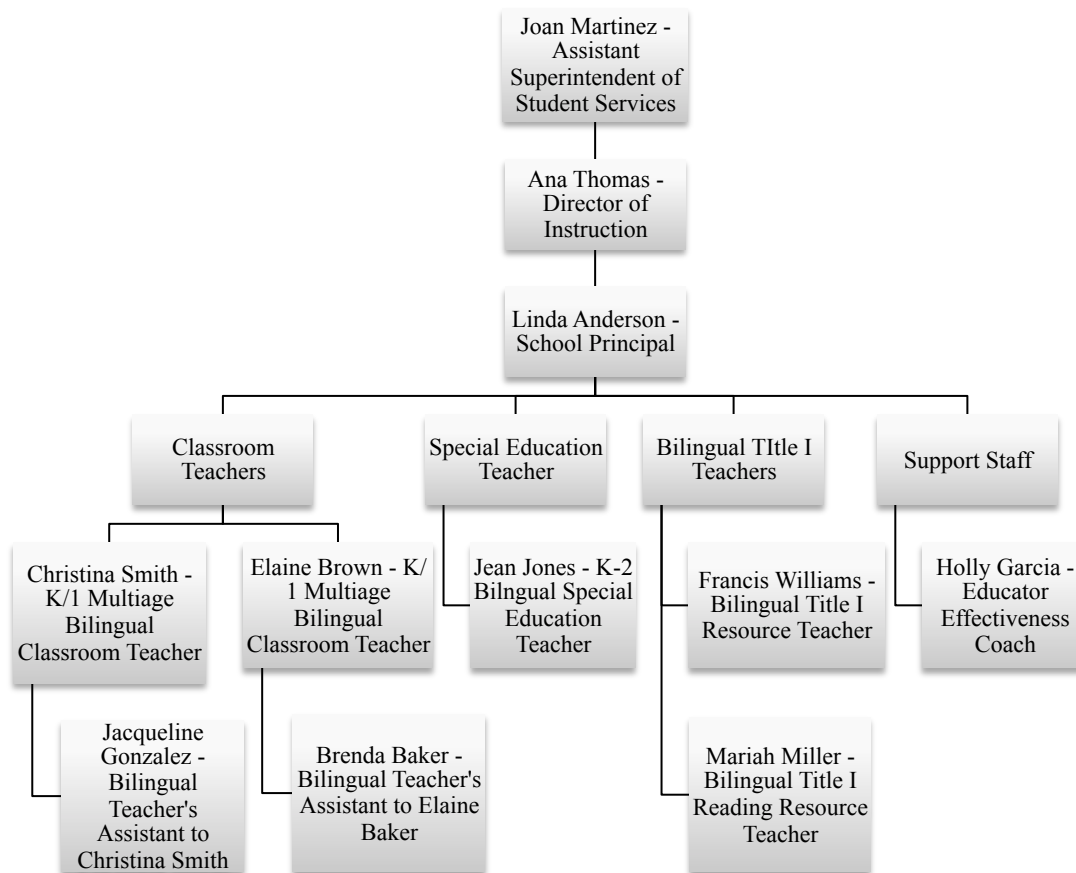 Joan Martinez -
Assistant
Superintendent of
Student Services
Ana Thomas -
Director of
Instruction
Linda Anderson -
School Principal
Classroom
Teachers
Special Education
Teacher
Bilingual TItle I
Teachers
Support Staff
Christina Smith -
K/1 Multiage
Bilingual
Classroom Teacher
Elaine Brown - K/
1 Multiage
Bilingual
Classroom Teacher
Jean Jones - K-2
Bilngual Special
Education
Teacher
Francis Williams -
Bilingual Title I
Resource Teacher
Holly Garcia -
Educator
Effectiveness
Coach
Jacqueline
Gonzalez -
Bilingual
Teacher's
Assistant to
Christina Smith
Brenda Baker -
Bilingual Teacher's
Assistant to Elaine
Baker
Mariah Miller -
Bilingual Title I
Reading Resource
Teacher